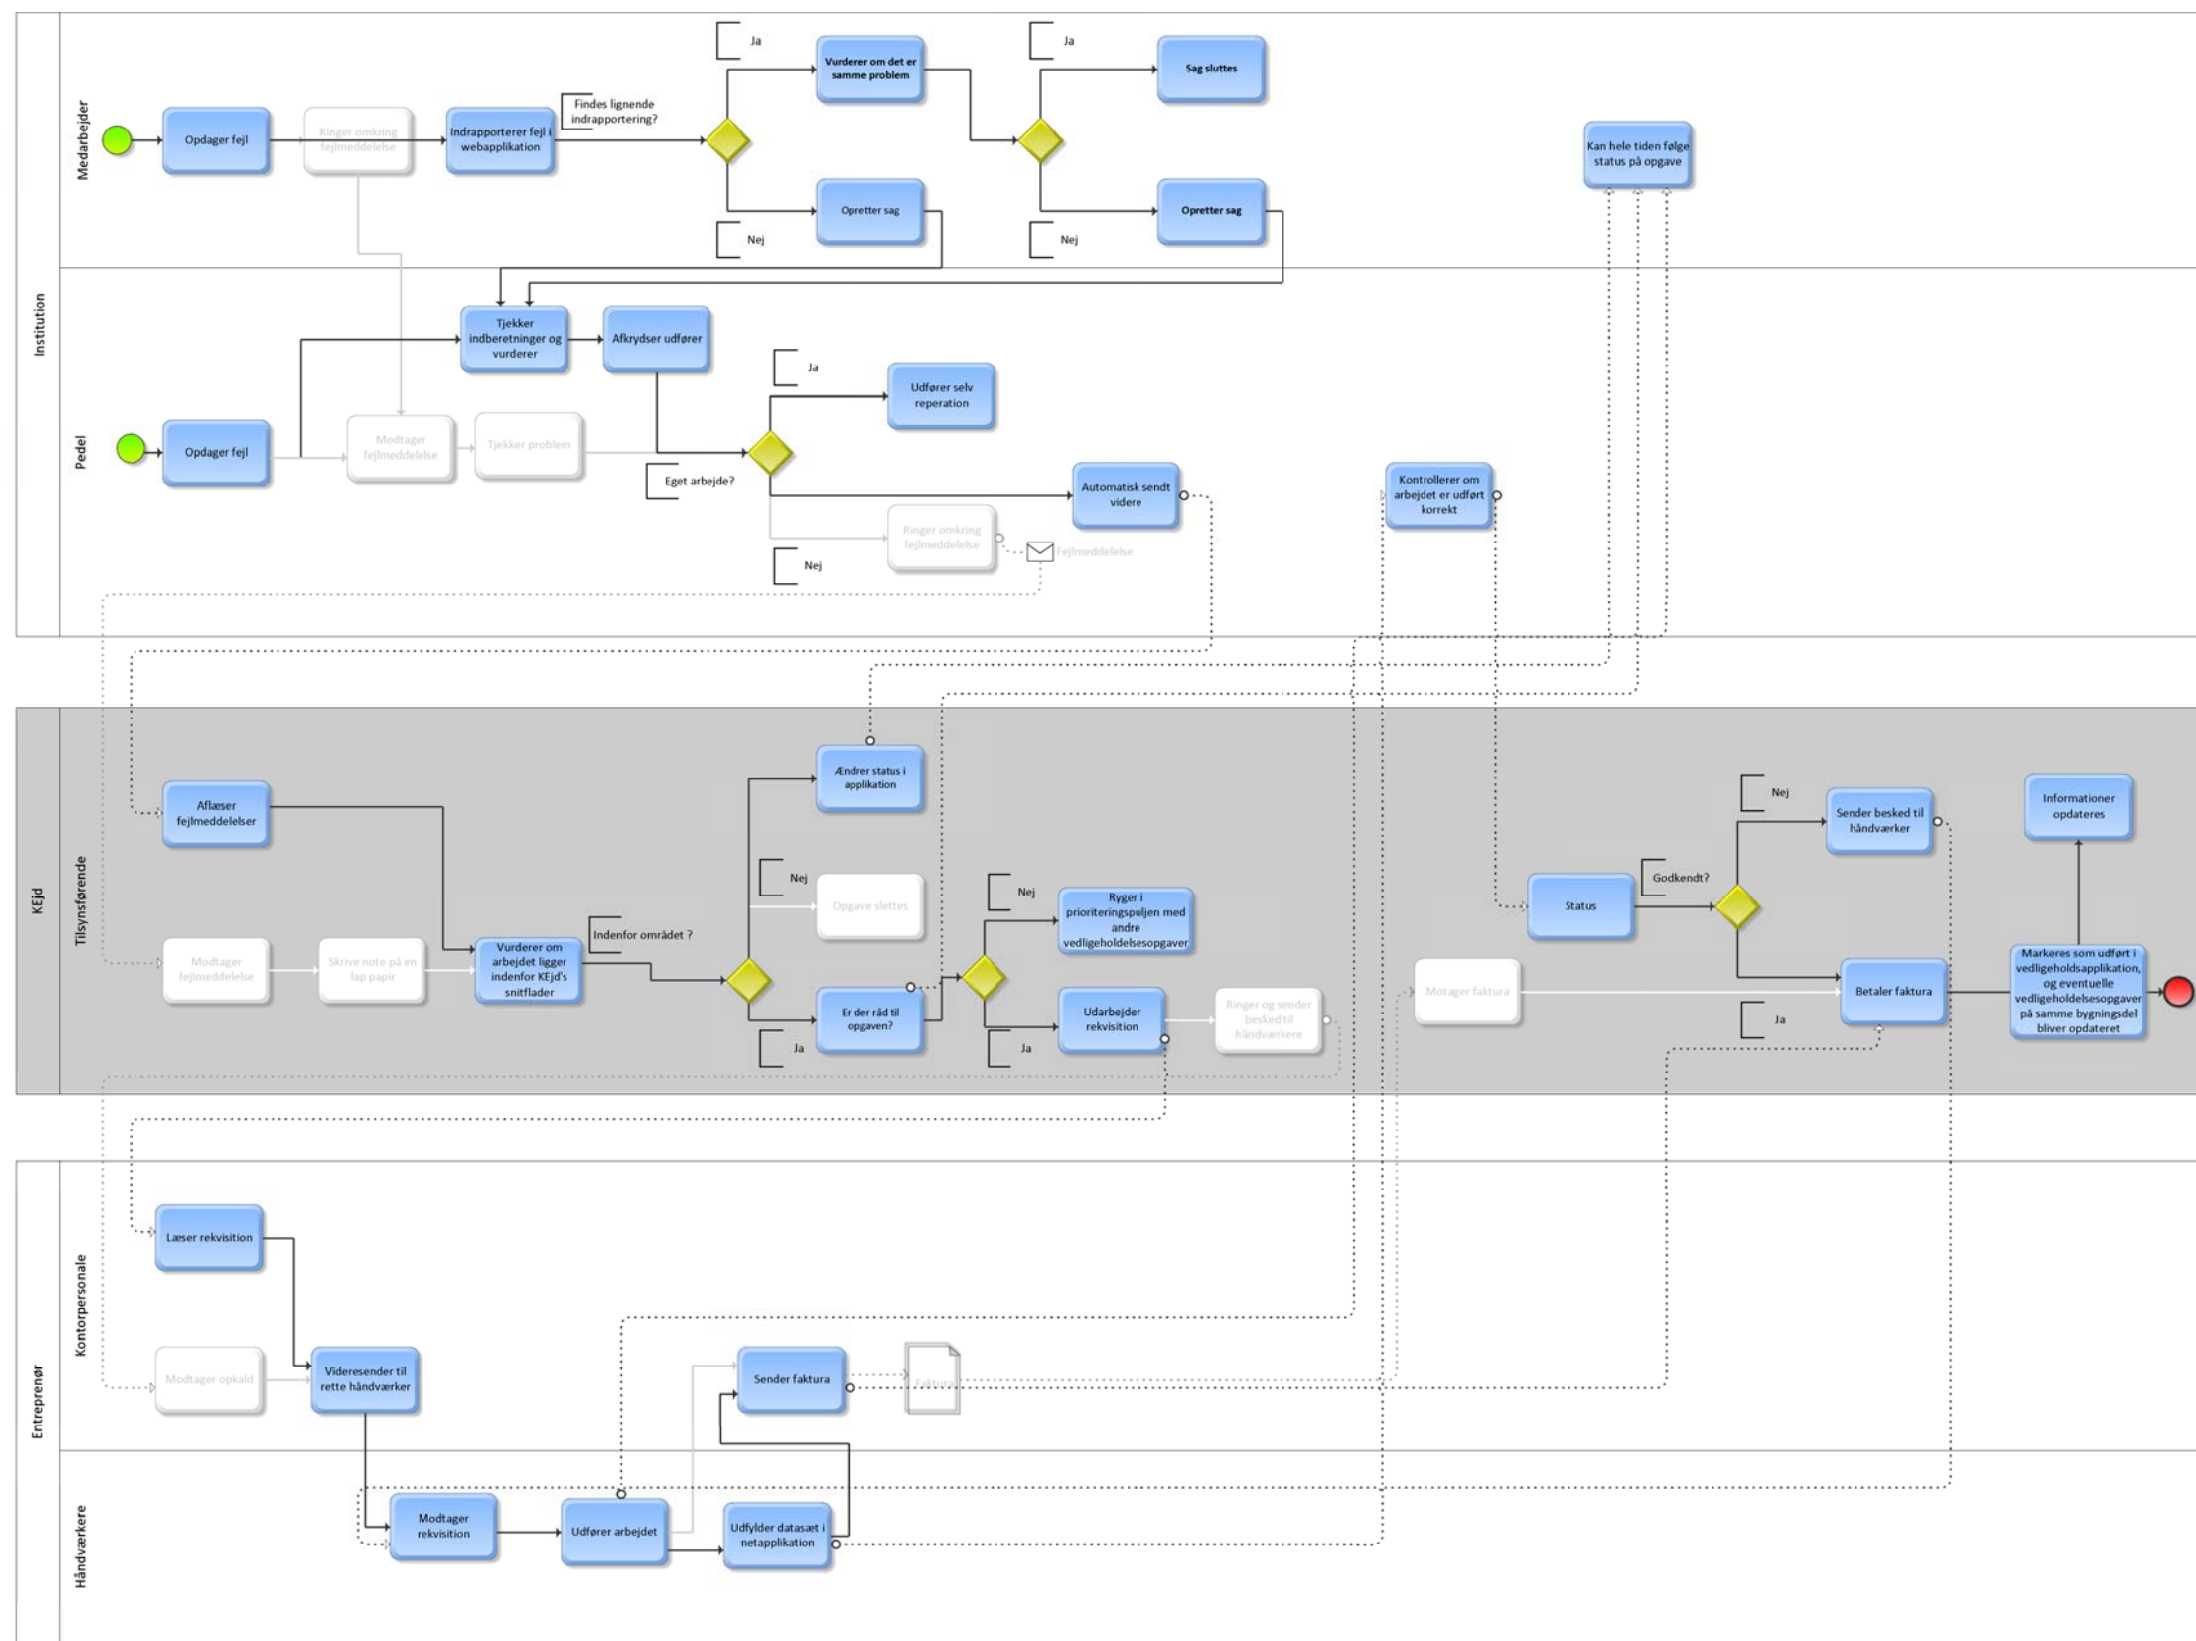 Institution
Medarbejder
Opdager fejl
Ringer omkring
fejlmeddelelse
Indrapporterer fejl i
webapplikation
Findes lignende
indrapportering?
Ja
Nej
Vurderer om det er
samme problem
Opretter sag
Ja
Nej
Sag sluttes
Opretter sag
Kan hele tiden følge
status på opgave
Pedel
Opdager fejl
Tjekker
indberetninger og
vurderer
Afkrydser udfører
Modtager
fejlmeddelelse
Tjekker problem
Eget arbejde?
Ja
Nej
Udfører selv
reperation
Automatisk sendt
videre
Ringer omkring
fejlmeddelelse
Fejlmeddelelse
Kontrollerer om
arbejdet er udført
korrekt
KEjd
Tilsynsførende
Aflæser
fejlmeddelelser
Modtager
fejlmeddelelse
Skrive note på en
lap papir
Vurderer om
arbejdet ligger
indenfor KEjd's
snitflader
Indenfor området ?
Ændrer status i
applikation
Nej
Opgave slettes
Ja
Er der råd til
opgaven?
Nej
Ryger i
prioriteringspuljen med
andre
vedligeholdelsesopgaver
Ja
Udarbejder
rekvisition
Ringer og sender
besked til
håndværkere
Motager faktura
Status
Godkendt?
Nej
Sender besked til
håndværker
Ja
Betaler faktura
Informationer
opdateres
Markeres som udført i
vedligeholdsapplikation,
og eventuelle
vedligeholdelsesopgaver
på samme bygningsdel
bliver opdateret
Entreprenør
Kontorpersonale
Læser rekvisition
Modtager opkald
Videresender til
rette håndværker
Sender faktura
Faktura
Håndværkere
Modtager
rekvisition
Udfører arbejdet
Udfylder datasæt i
netapplikation